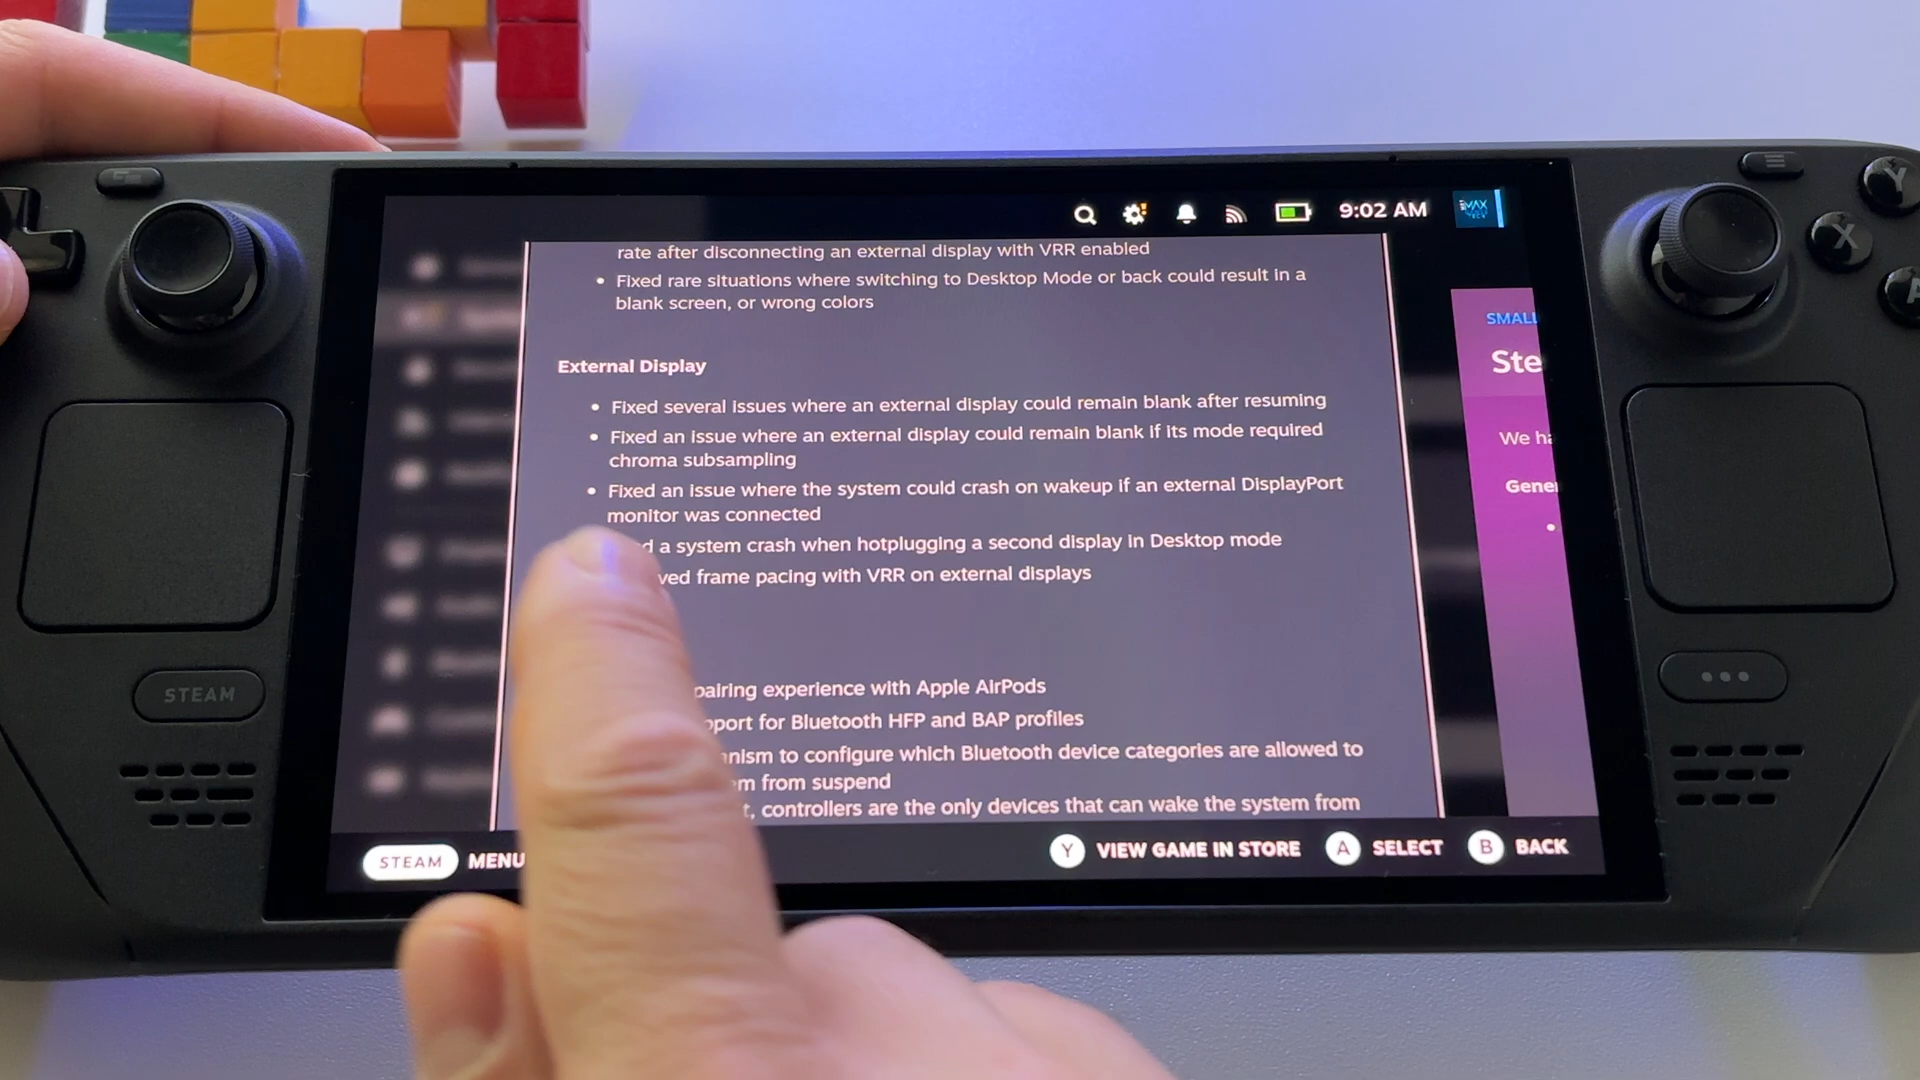 9:02 AM
rate after disconnecting an external display with VRR enabled
• Fixed rare situations where switching to Desktop Mode or back could result in a
blank screen, or wrong colors
External Display
• Fixed several issues where an external display could remain blank after resuming
• Fixed an issue where an external display could remain blank if its mode required
chroma subsampling
• Fixed an issue where the system could crash on wakeup if an external DisplayPort
monitor was connected
a system crash when hotplugging a second display in Desktop mode
frame pacing with VRR on external displays
pairing experience with Apple AirPods
for Bluetooth HFP and BAP profiles
to configure which Bluetooth device categories are allowed to
from suspend
controllers are the only devices that can wake the system from
SMALL
Ste
We ha
Gene
STEAM MENU
Y VIEW GAME IN STORE A SELECT B BACK
STEAM
Y
X
A